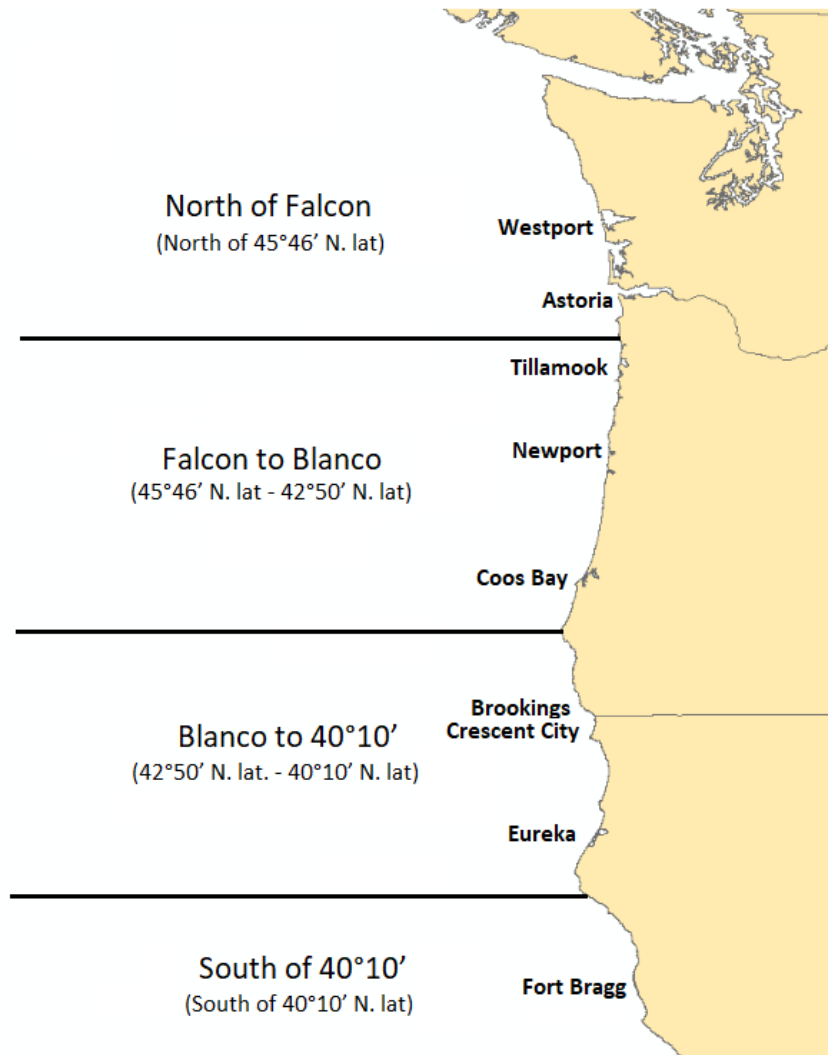 North of Falcon
(North of 45°46’ N. lat)
Westport
Astoria
Tillamook
Falcon to Blanco
(45°46’ N. lat - 42°50’ N. lat)
Newport
Coos Bay
Brookings
Crescent City
Blanco to 40°10’
(42°50’ N. lat. - 40°10’ N. lat)
Eureka
South of 40°10’
(South of 40°10’ N. lat)
Fort Bragg